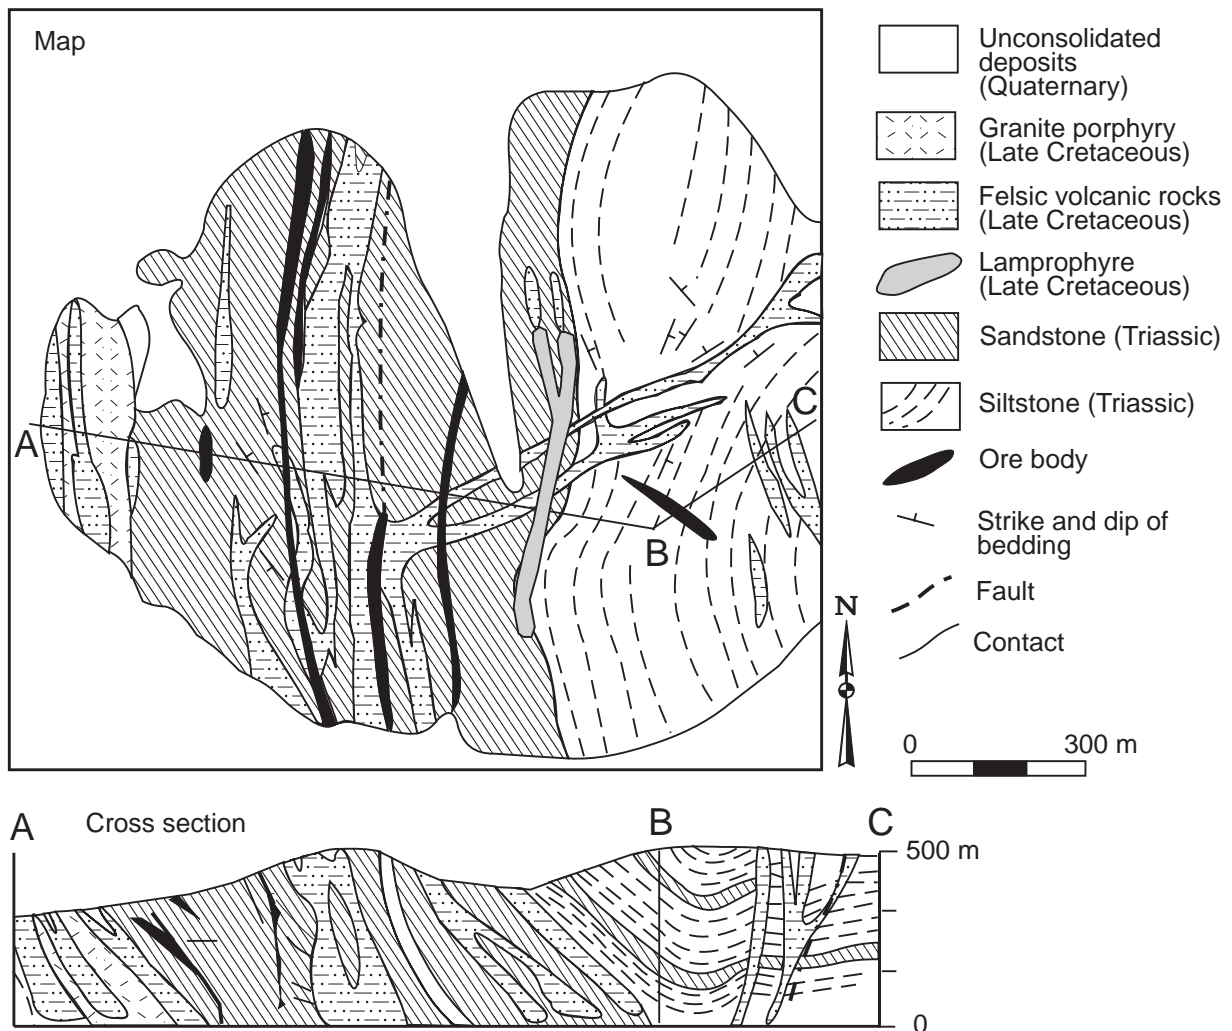 Map
A
B
C
Unconsolidated
deposits
(Quaternary)
Granite porphyry
(Late Cretaceous)
Felsic volcanic rocks
(Late Cretaceous)
Lamprophyre
(Late Cretaceous)
Sandstone (Triassic)
Siltstone (Triassic)
Ore body
Strike and dip of
bedding
Fault
Contact
N
0 300 m
A Cross section B C
500 m
0